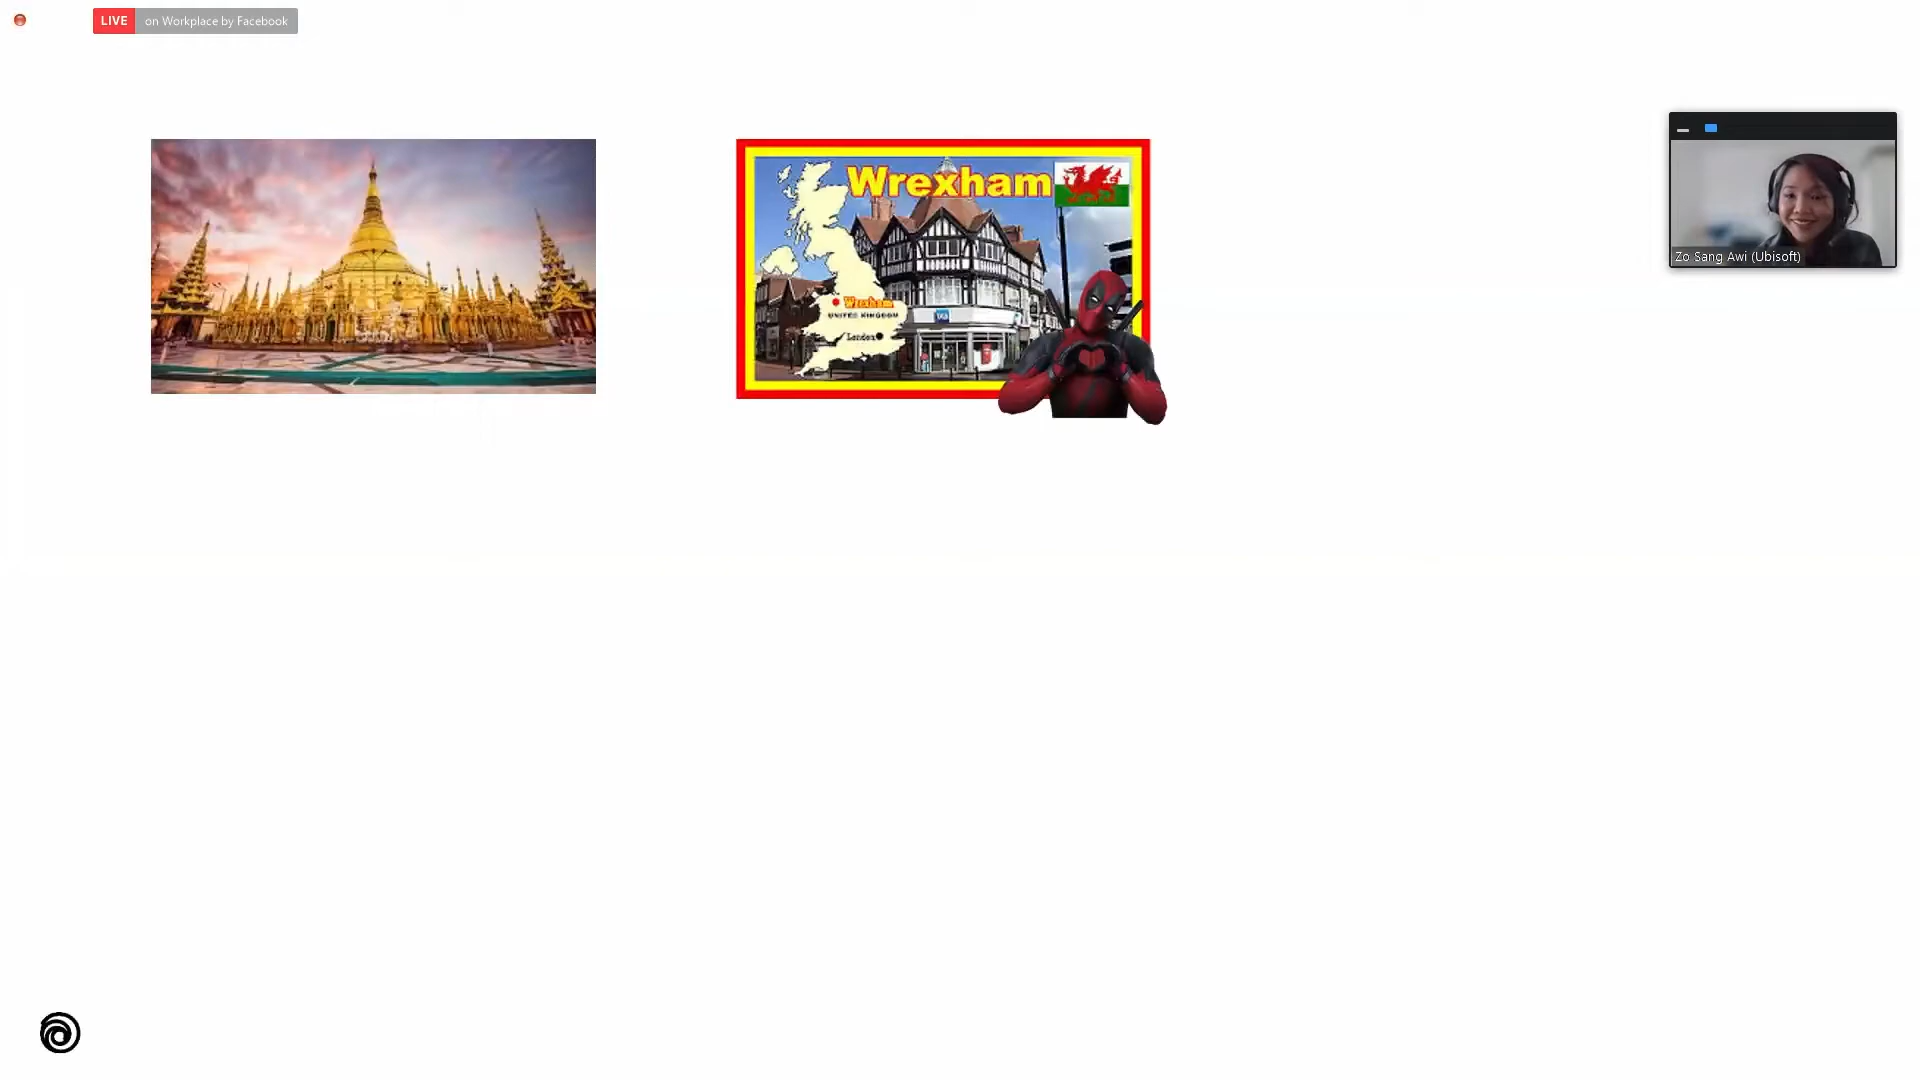 LIVE on Workplace by Facebook
Wrexham
Wrexham
UNITED KINGDOM
London
Zo Sang Awi (Ubisoft)